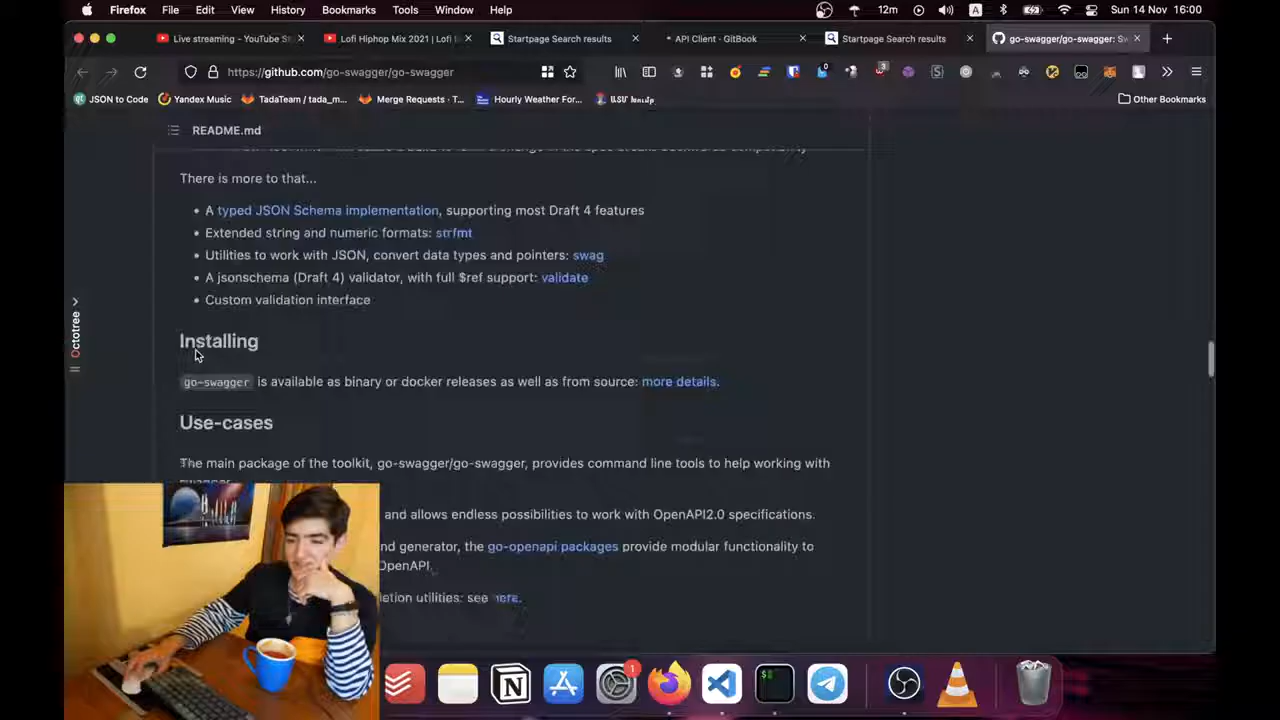 Firefox File Edit View History Bookmarks Tools Window Help 12m A Sun 14 Nov 16:00
Live streaming - YouTube St
Lofi Hiphop Mix 2021 | Lofi
Startpage Search results
API Client - GitBook
Startpage Search results
go-swagger/go-swagger: Sw
https://github.com/go-swagger/go-swagger
JSON to Code Yandex Music TadaTeam / tada_m... Merge Requests · T... Hourly Weather For... Other Bookmarks
README.md
There is more to that...
A typed JSON Schema implementation, supporting most Draft 4 features
Extended string and numeric formats: strfmt
Utilities to work with JSON, convert data types and pointers: swag
A jsonschema (Draft 4) validator, with full $ref support: validate
Custom validation interface
Octotree
Installing
go-swagger is available as binary or docker releases as well as from source: more details.
Use-cases
The main package of the toolkit, go-swagger/go-swagger, provides command line tools to help working with
swagger.
and allows endless possibilities to work with OpenAPI2.0 specifications.
nd generator, the go-openapi packages provide modular functionality to
OpenAPI.
letion utilities: see here.
1